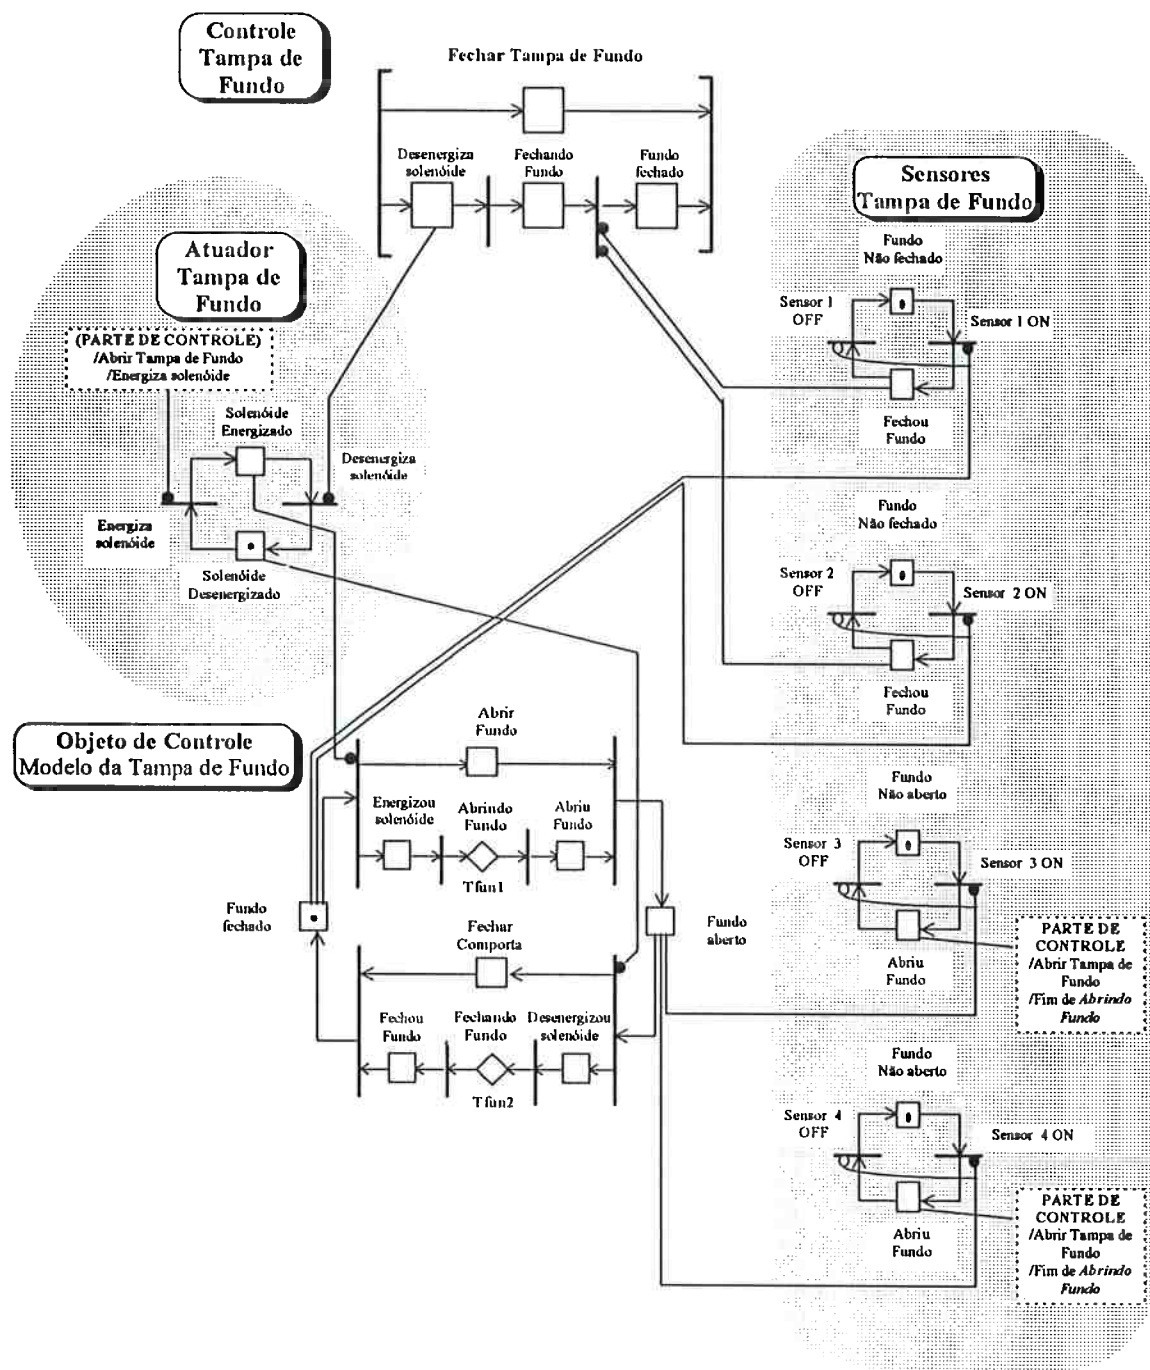 Controle
Tampa de
Fundo
Fechar Tampa de Fundo
Desenergiza
solenóide
Fechando
Fundo
Fundo
fechado
Sensores
Tampa de Fundo
Atuador
Tampa de
Fundo
(PARTE DE CONTROLE)
/Abrir Tampa de Fundo
/Energiza solenóide
Solenóide
Energizado
Desenergiza
solenóide
Energiza
solenóide
Solenóide
Desenergizado
Fundo
Não fechado
Sensor 1
OFF
Sensor 1 ON
Fechou
Fundo
Fundo
Não fechado
Sensor 2
OFF
Sensor 2 ON
Fechou
Fundo
Objeto de Controle
Modelo da Tampa de Fundo
Abrir
Fundo
Energizou
solenóide
Abrindo
Fundo
Abriu
Fundo
Tfun1
Fundo
fechado
Fechar
Comporta
Fundo
aberto
Fechou
Fundo
Fechando
Fundo
Desenergizou
solenóide
Tfun2
Fundo
Não aberto
Sensor 3
OFF
Sensor 3 ON
Abriu
Fundo
PARTE DE
CONTROLE
/Abrir Tampa de
Fundo
/Fim de Abrindo
Fundo
Fundo
Não aberto
Sensor 4
OFF
Sensor 4 ON
Abriu
Fundo
PARTE DE
CONTROLE
/Abrir Tampa de
Fundo
/Fim de Abrindo
Fundo